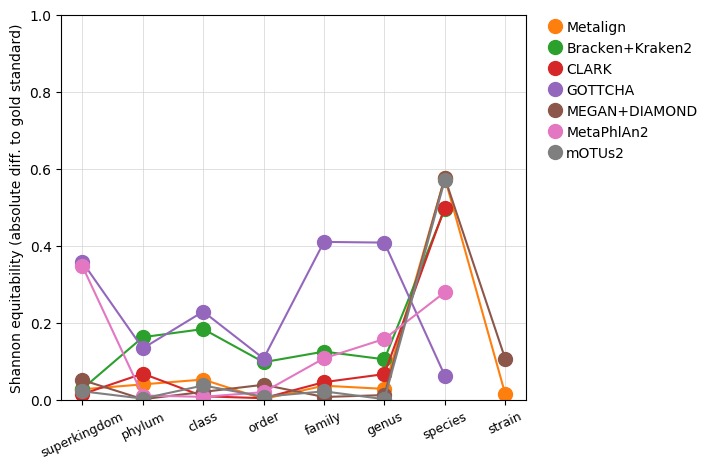 Shannon equitability (absolute diff. to gold standard)
1.0
0.8
0.6
0.4
0.2
0.0
superkingdom
phylum
class
order
family
genus
species
strain
Metalign
Bracken+Kraken2
CLARK
GOTTCHA
MEGAN+DIAMOND
MetaPhlAn2
mOTUs2